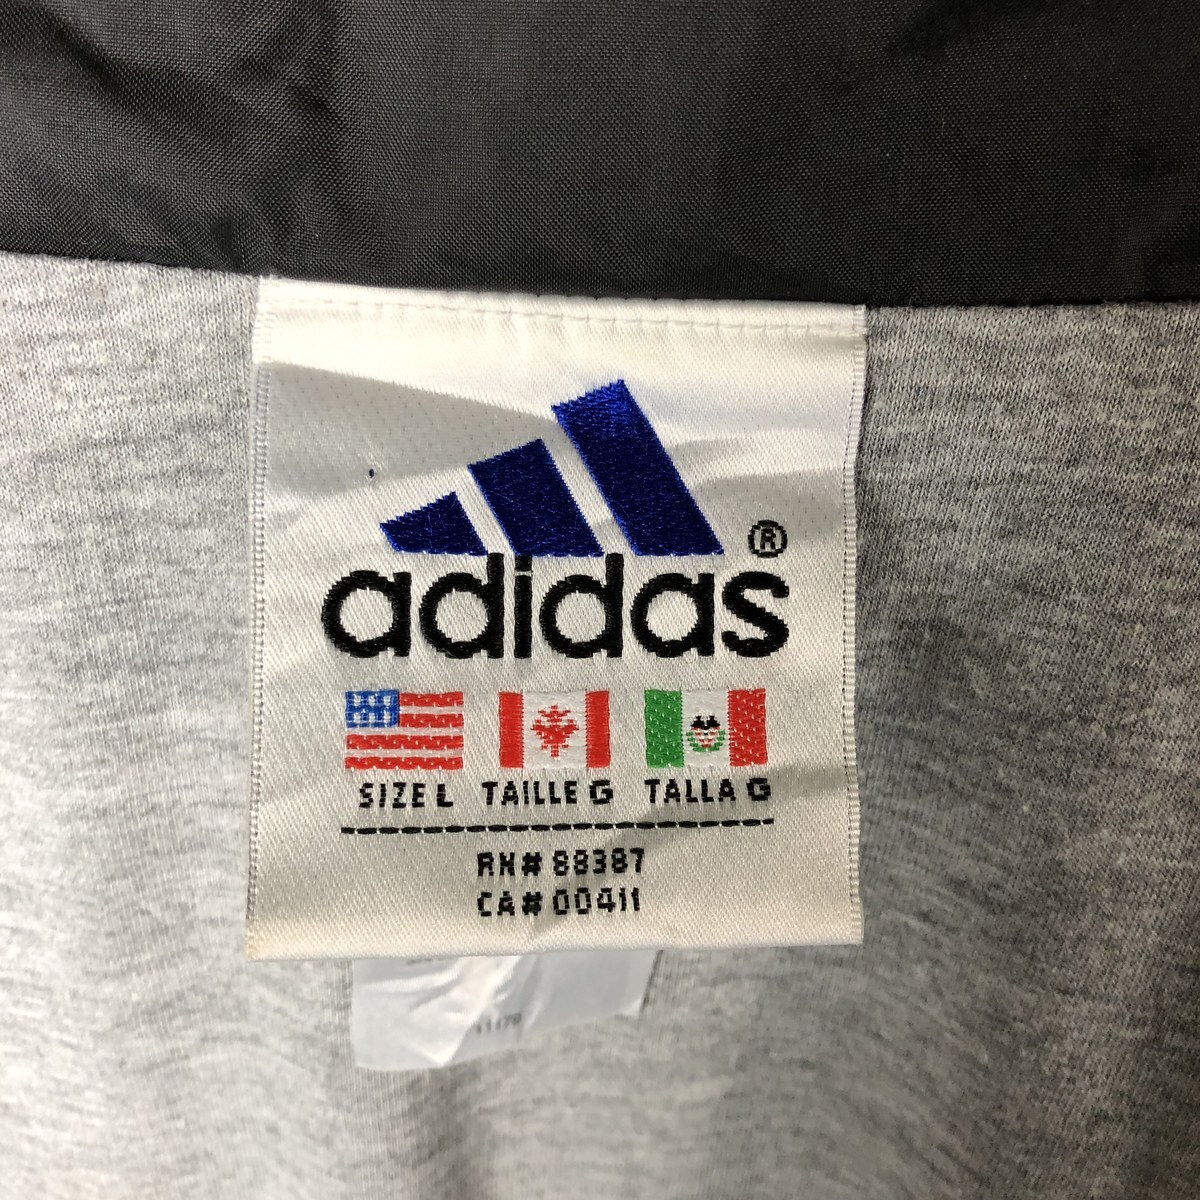 adidas®
SIZE L TAILLE G TALLA G
RN# 88387
CA# 00411